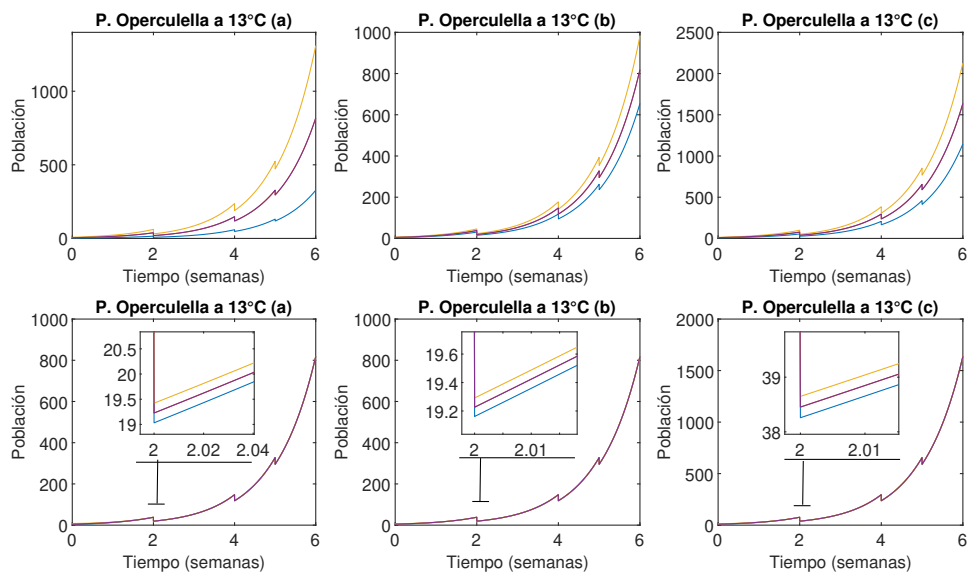 P. Operculella a 13°C (a)
1000
500
0
Población
0 2 4 6
Tiempo (semanas)
P. Operculella a 13°C (b)
1000
800
600
400
200
0
Población
0 2 4 6
Tiempo (semanas)
P. Operculella a 13°C (c)
2500
2000
1500
1000
500
0
Población
0 2 4 6
Tiempo (semanas)
P. Operculella a 13°C (a)
1000
800
600
400
200
0
Población
20.5
20
19.5
19
2 2.02 2.04
0 2 4 6
Tiempo (semanas)
P. Operculella a 13°C (b)
1000
800
600
400
200
0
Población
19.6
19.4
19.2
2 2.01
0 2 4 6
Tiempo (semanas)
P. Operculella a 13°C (c)
2000
1500
1000
500
0
Población
39
38
2 2.01
0 2 4 6
Tiempo (semanas)